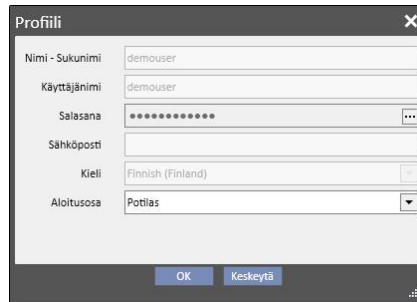 Profiili
Nimi - Sukunimi demouser
Käyttäjänimi demouser
Salasana ●●●●●●●●●●●● ...
Sähköposti
Kieli Finnish (Finland)
Aloitusosa Potilas
OK Keskeytä